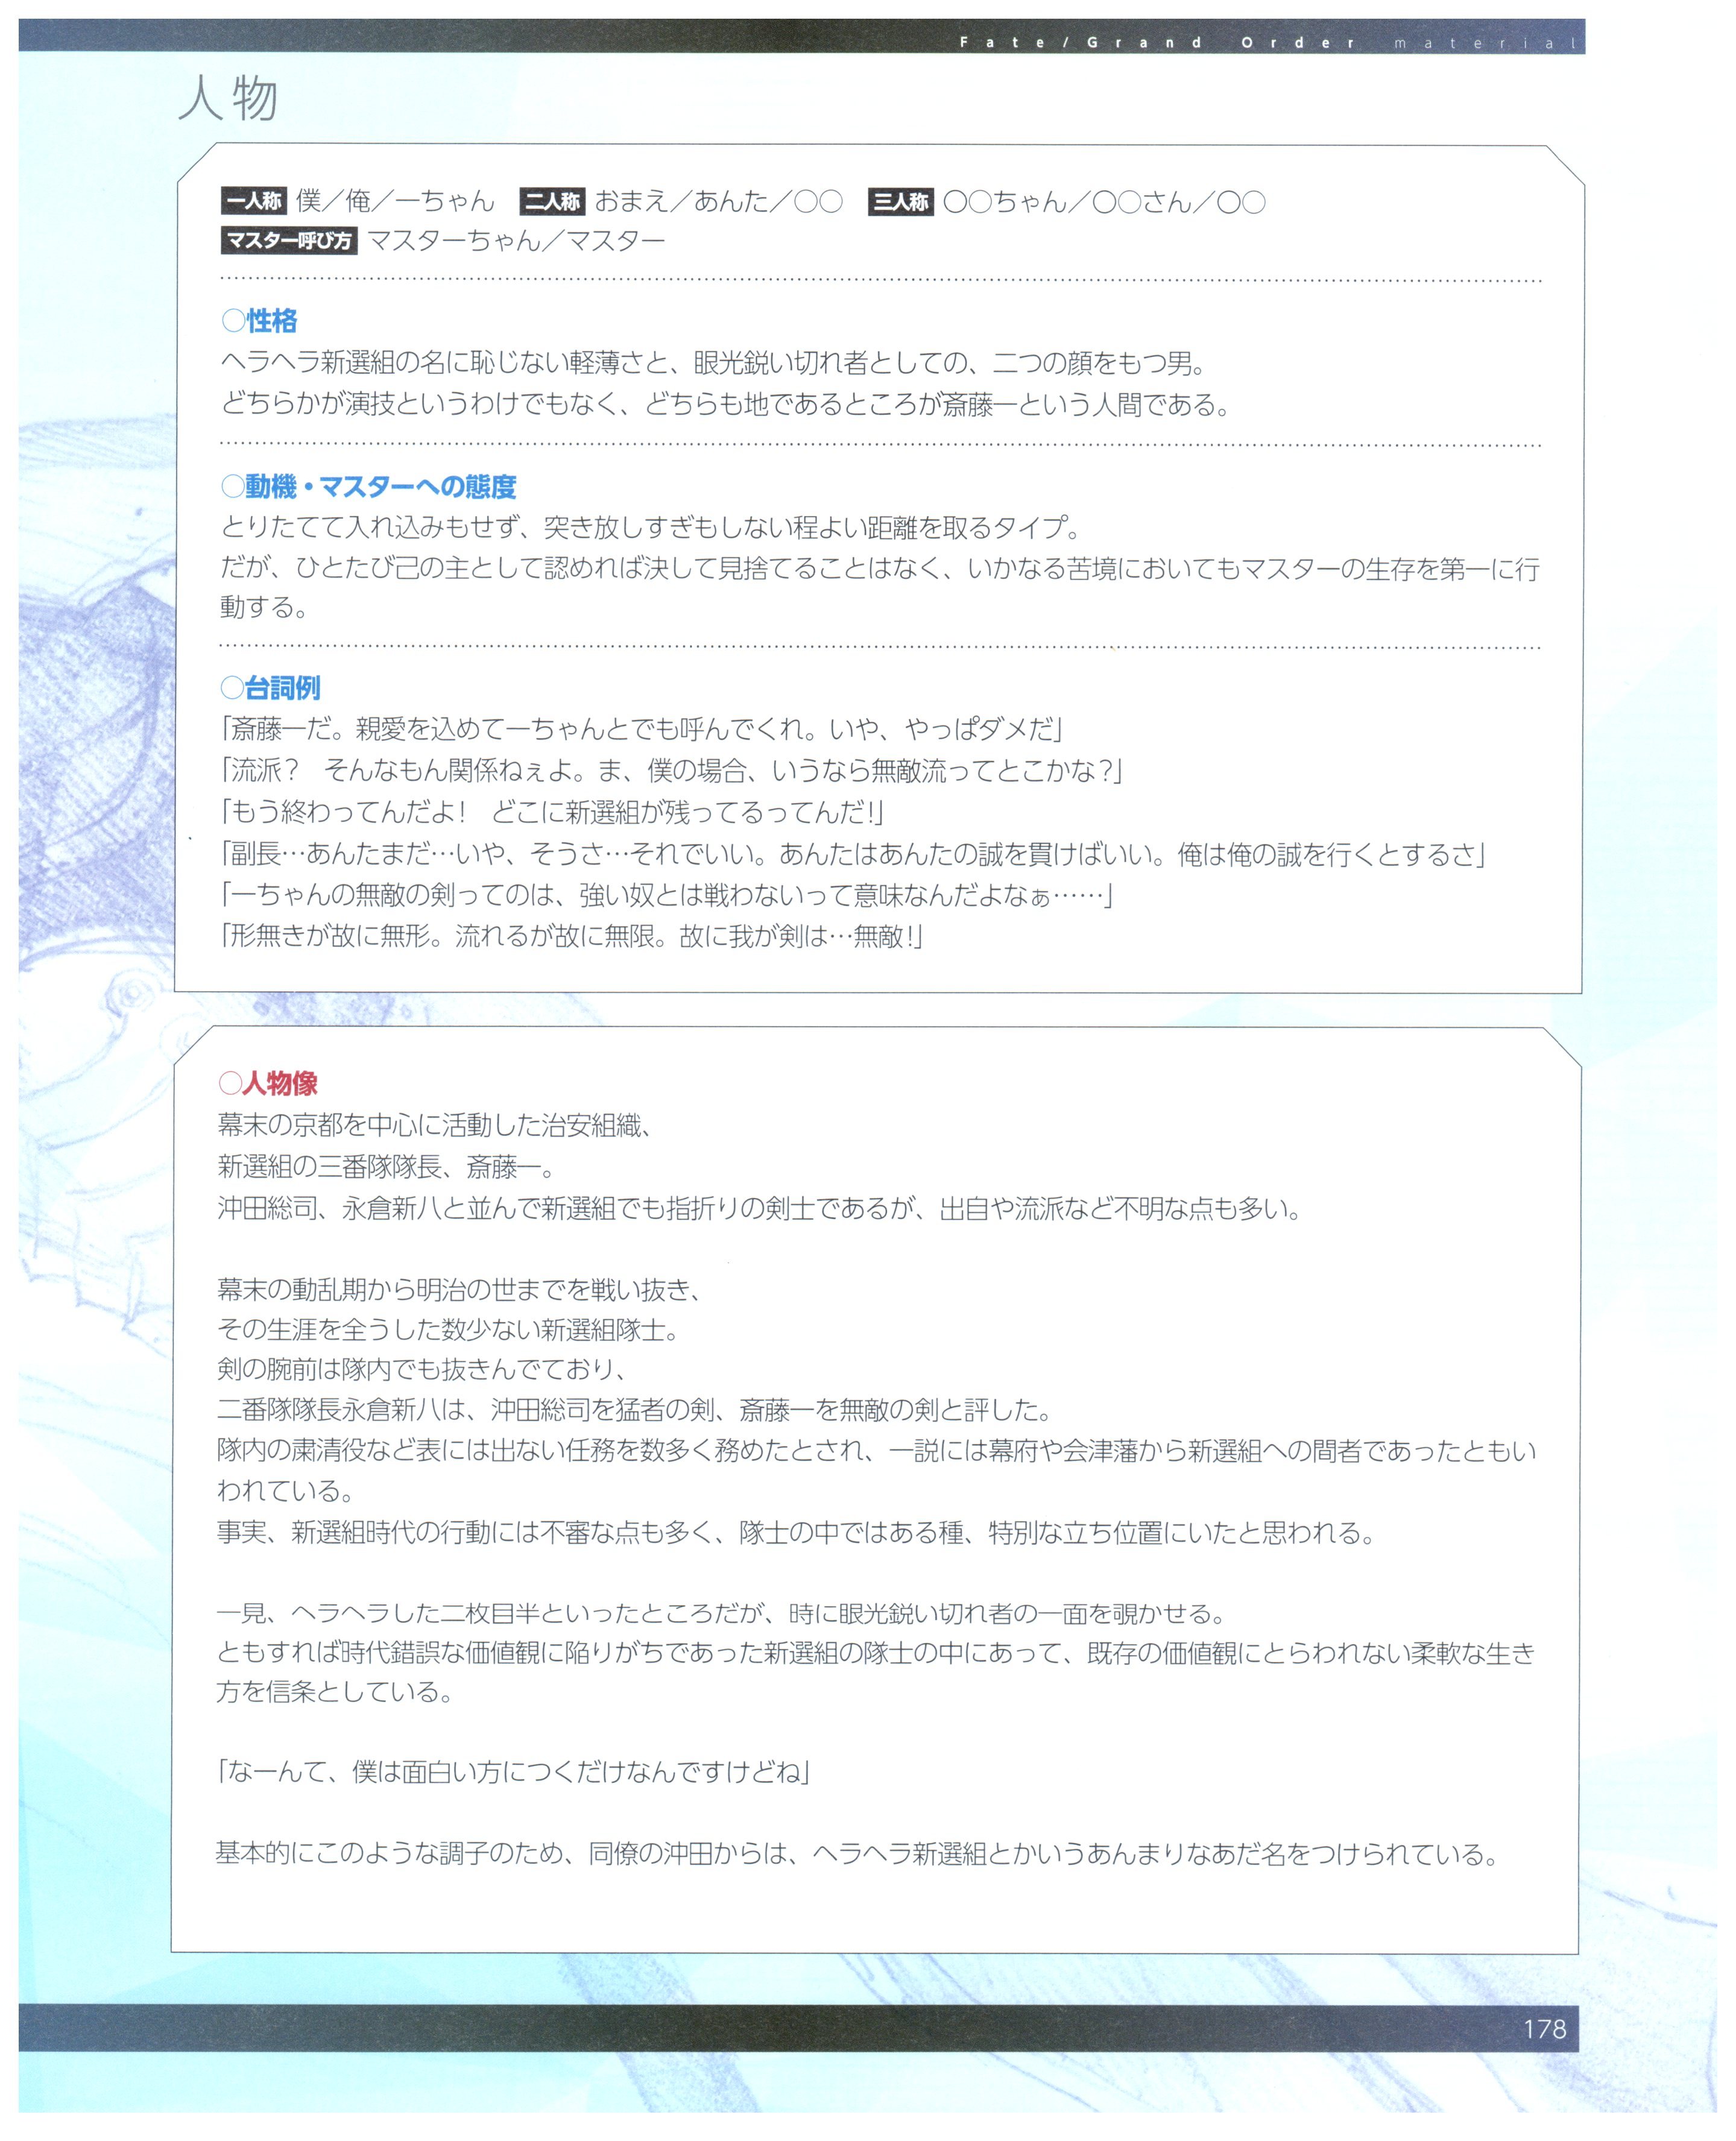 Fate/Grand Order material
人物
一人称 僕／俺／一ちゃん 二人称 おまえ／あんた／○○ 三人称 ○○ちゃん／○○さん／○○
マスター呼び方 マスターちゃん／マスター
○性格
ヘラヘラ新選組の名に恥じない軽薄さと、眼光鋭い切れ者としての、二つの顔をもつ男。
どちらかが演技というわけでもなく、どちらも地であるところが斎藤一という人間である。
○動機・マスターへの態度
とりたてて入れ込みもせず、突き放しすぎもしない程よい距離を取るタイプ。
だが、ひとたび己の主として認めれば決して見捨てることはなく、いかなる苦境においてもマスターの生存を第一に行
動する。
○台詞例
「斎藤一だ。親愛を込めて一ちゃんとでも呼んでくれ。いや、やっぱダメだ」
「流派？　そんなもん関係ねぇよ。ま、僕の場合、いうなら無敵流ってとこかな？」
「もう終わってんだよ！　どこに新選組が残ってるってんだ！」
「副長…あんたまだ…いや、そうさ…それでいい。あんたはあんたの誠を貫けばいい。俺は俺の誠を行くとするさ」
「一ちゃんの無敵の剣ってのは、強い奴とは戦わないって意味なんだよなぁ……」
「形無きが故に無形。流れるが故に無限。故に我が剣は…無敵！」
○人物像
幕末の京都を中心に活動した治安組織、
新選組の三番隊隊長、斎藤一。
沖田総司、永倉新八と並んで新選組でも指折りの剣士であるが、出自や流派など不明な点も多い。
幕末の動乱期から明治の世までを戦い抜き、
その生涯を全うした数少ない新選組隊士。
剣の腕前は隊内でも抜きんでており、
二番隊隊長永倉新八は、沖田総司を猛者の剣、斎藤一を無敵の剣と評した。
隊内の粛清役など表には出ない任務を数多く務めたとされ、一説には幕府や会津藩から新選組への間者であったともい
われている。
事実、新選組時代の行動には不審な点も多く、隊士の中ではある種、特別な立ち位置にいたと思われる。
一見、ヘラヘラした二枚目半といったところだが、時に眼光鋭い切れ者の一面を覗かせる。
ともすれば時代錯誤な価値観に陥りがちであった新選組の隊士の中にあって、既存の価値観にとらわれない柔軟な生き
方を信条としている。
「なーんて、僕は面白い方につくだけなんですけどね」
基本的にこのような調子のため、同僚の沖田からは、ヘラヘラ新選組とかいうあんまりなあだ名をつけられている。
178